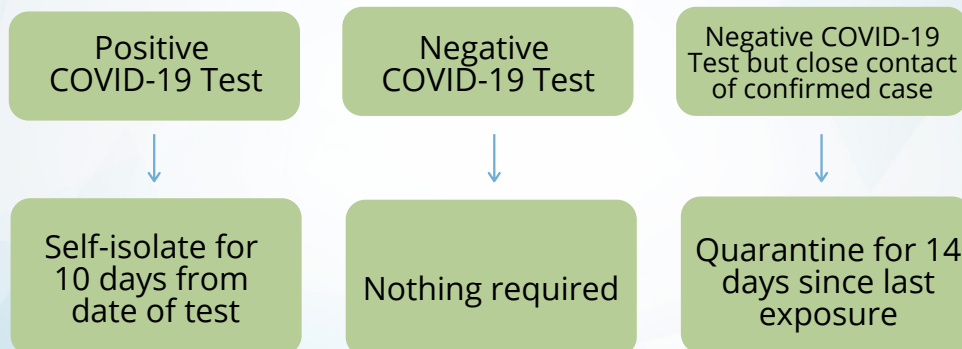 Positive
COVID-19 Test
Negative
COVID-19 Test
Negative COVID-19
Test but close contact
of confirmed case
Self-isolate for
10 days from
date of test
Nothing required
Quarantine for 14
days since last
exposure